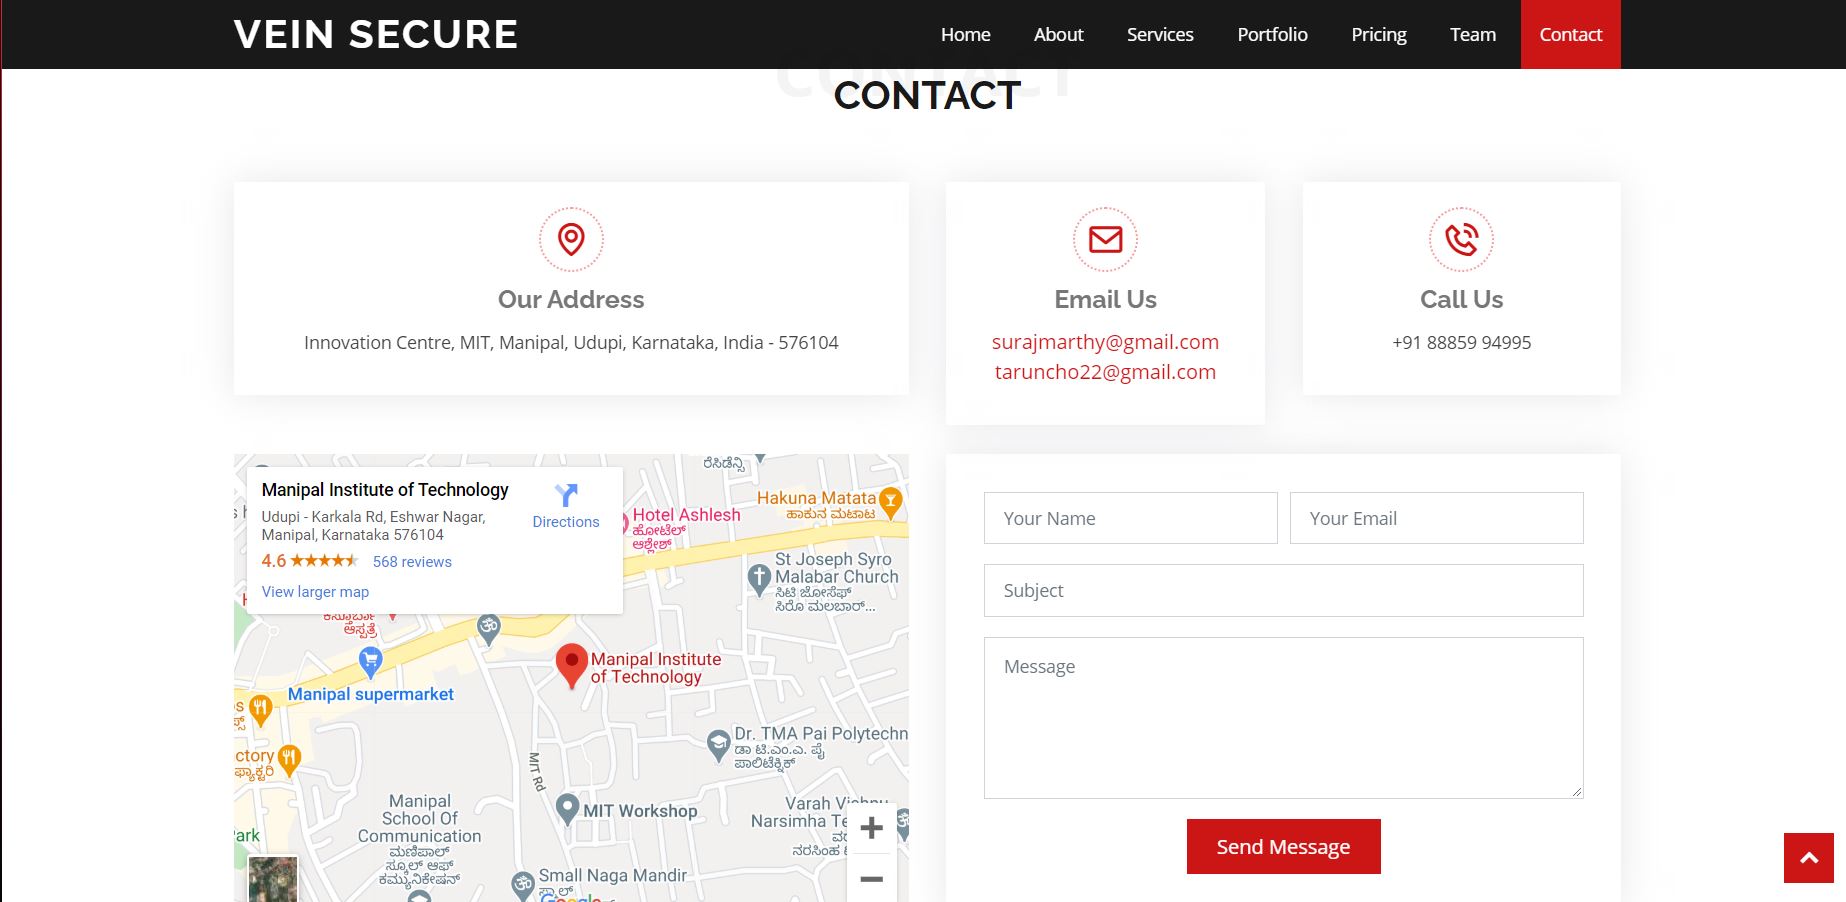 VEIN SECURE
Home
About
Services
Portfolio
Pricing
Team
Contact
CONTACT
CONTACT
Our Address
Innovation Centre, MIT, Manipal, Udupi, Karnataka, India - 576104
Email Us
surajmarthy@gmail.com
taruncho22@gmail.com
Call Us
+91 88859 94995
Manipal Institute of Technology
Udupi - Karkala Rd, Eshwar Nagar,
Manipal, Karnataka 576104
4.6
568 reviews
View larger map
Directions
ರೆಸಿಡೆನ್ಸಿ
Hakuna Matata
ಹಾಕುನ ಮಟಾಟ
Hotel Ashlesh
ಹೋಟೆಲ್
ಆಶ್ಲೇಶ್
St Joseph Syro
Malabar Church
ಸಿಟಿ ಜೋಸೆಫ್
ಸಿರೊ ಮಲಬಾರ್...
ಆಸ್ಪತ್ರೆ
Manipal Institute
of Technology
Manipal supermarket
Dr. TMA Pai Polytechn
ಡಾ ಟಿ.ಎಂ.ಎ. ಪೈ
ಪಾಲಿಟೆಕ್ನಿಕ್
ctory
MIT Rd
MIT Workshop
Manipal
School Of
Communication
ಮಣಿಪಾಲ್
ಸ್ಕೂಲ್ ಆಫ್
ಕಮ್ಯುನಿಕೇಷನ್
Varah Vishnu
Narsimha Te
Park
Small Naga Mandir
ಸ್ಮಾಲ್
Google
Your Name
Your Email
Subject
Message
Send Message